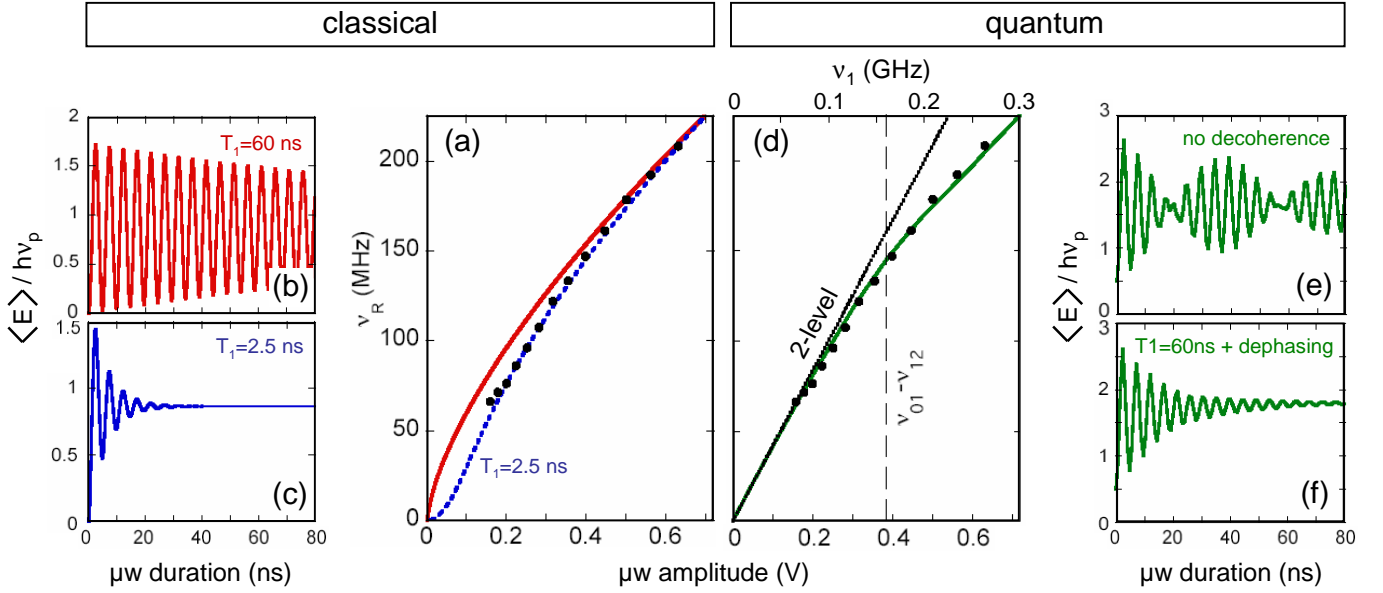 classical
quantum
ν1 (GHz)
0 0.1 0.2 0.3
2
1.5
1
0.5
0
T1=60 ns
(b)
1.5
1
0.5
0
T1=2.5 ns
(c)
⟨E⟩ / hνp
0 20 40 60 80
μw duration (ns)
200
150
100
50
0
νR (MHz)
(a)
T1=2.5 ns
0 0.2 0.4 0.6
(d)
2-level
ν01-ν12
0 0.2 0.4 0.6
μw amplitude (V)
3
2
1
0
no decoherence
(e)
3
2
1
0
T1=60ns + dephasing
(f)
⟨E⟩ / hνp
0 20 40 60 80
μw duration (ns)